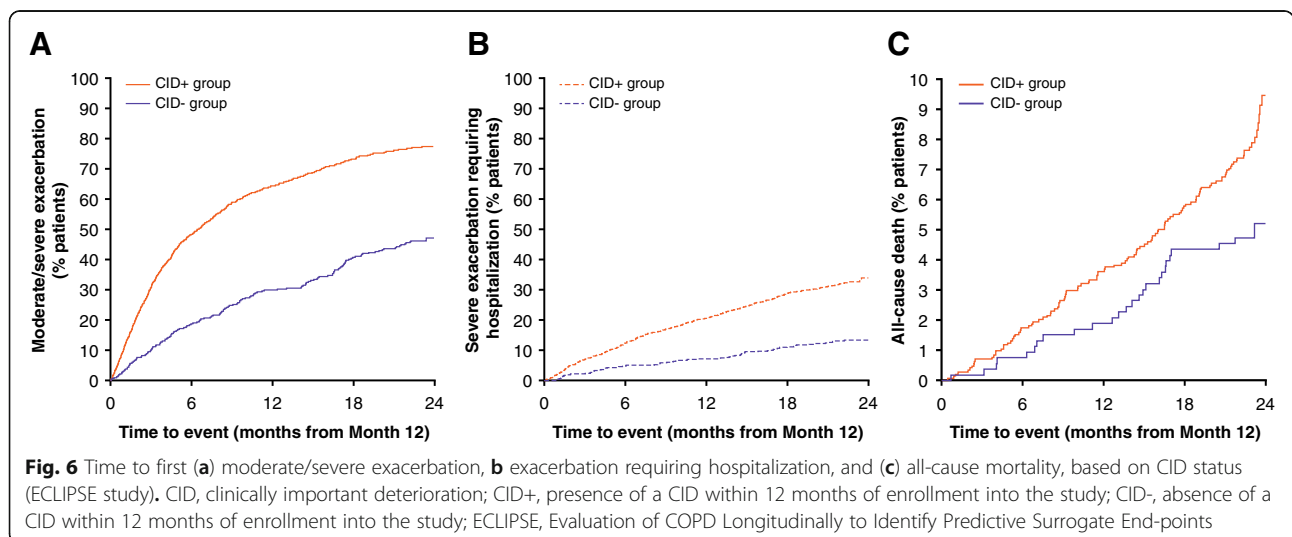 A
Moderate/severe exacerbation
(% patients)
100
90
80
70
60
50
40
30
20
10
0
CID+ group
CID- group
0 6 12 18 24
Time to event (months from Month 12)
B
Severe exacerbation requiring
hospitalization (% patients)
100
90
80
70
60
50
40
30
20
10
0
CID+ group
CID- group
0 6 12 18 24
Time to event (months from Month 12)
C
All-cause death (% patients)
10
9
8
7
6
5
4
3
2
1
0
CID+ group
CID- group
0 6 12 18 24
Time to event (months from Month 12)
Fig. 6 Time to first (a) moderate/severe exacerbation, b exacerbation requiring hospitalization, and (c) all-cause mortality, based on CID status
(ECLIPSE study). CID, clinically important deterioration; CID+, presence of a CID within 12 months of enrollment into the study; CID-, absence of a
CID within 12 months of enrollment into the study; ECLIPSE, Evaluation of COPD Longitudinally to Identify Predictive Surrogate End-points